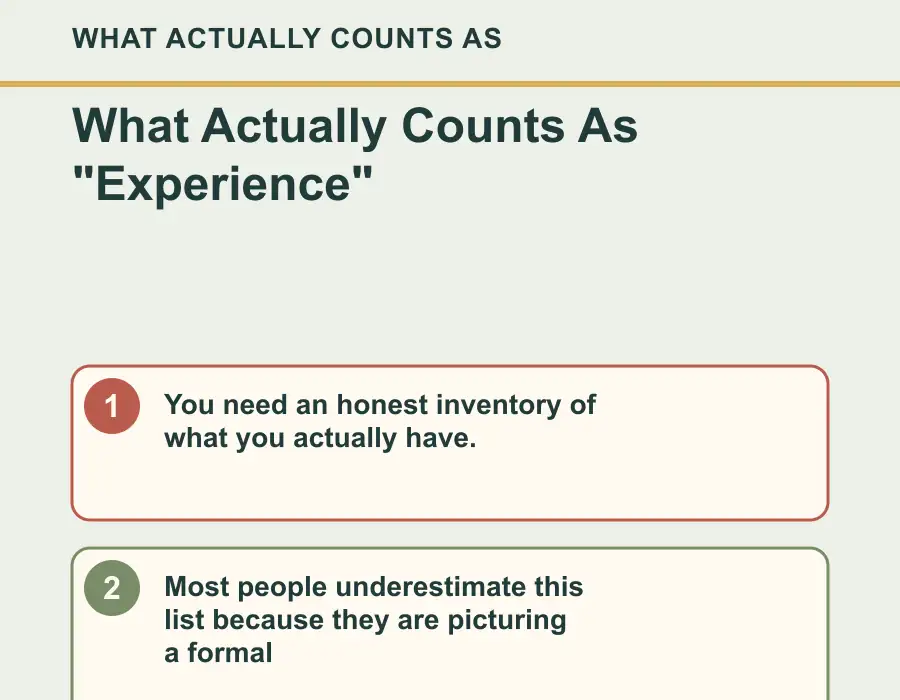 WHAT ACTUALLY COUNTS AS
What Actually Counts As
"Experience"
1
You need an honest inventory of
what you actually have.
2
Most people underestimate this
list because they are picturing
a formal